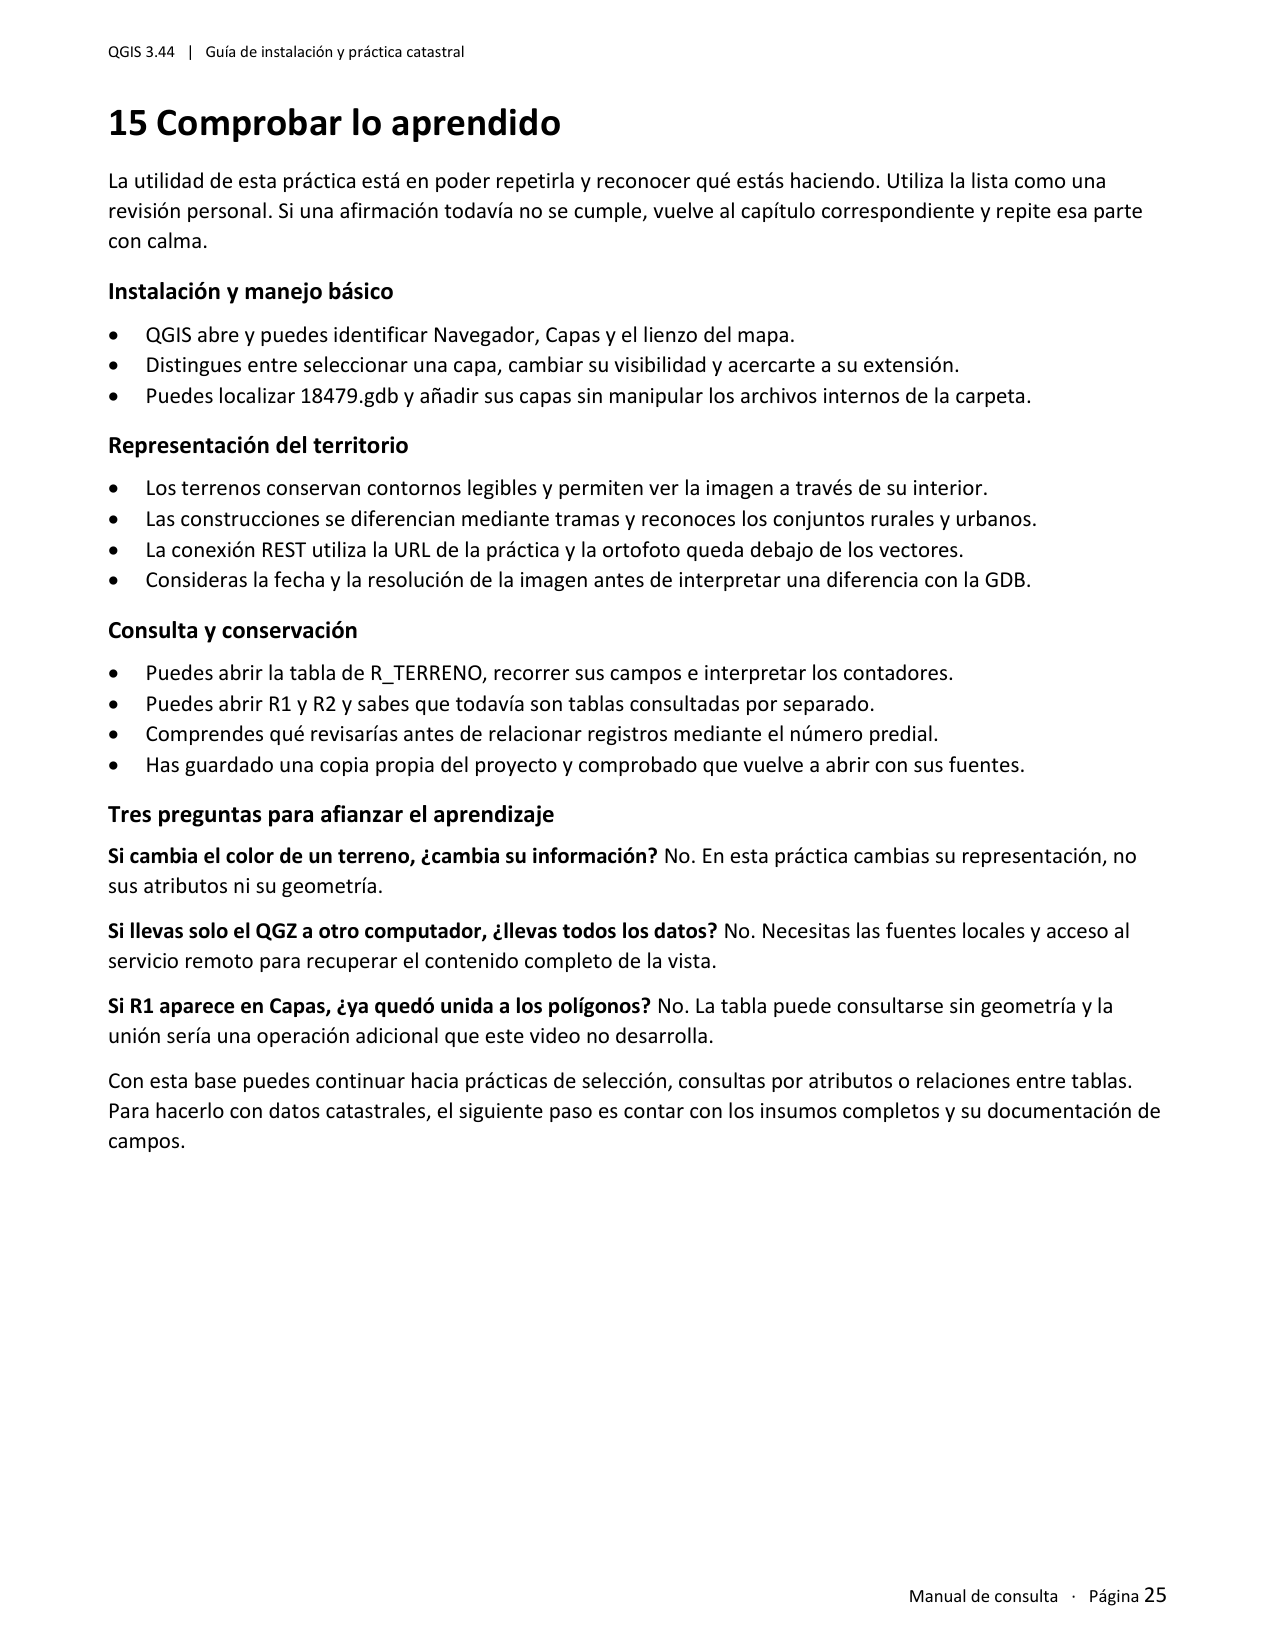 QGIS 3.44 | Guía de instalación y práctica catastral
15 Comprobar lo aprendido
La utilidad de esta práctica está en poder repetirla y reconocer qué estás haciendo. Utiliza la lista como una
revisión personal. Si una afirmación todavía no se cumple, vuelve al capítulo correspondiente y repite esa parte
con calma.
Instalación y manejo básico
• QGIS abre y puedes identificar Navegador, Capas y el lienzo del mapa.
• Distingues entre seleccionar una capa, cambiar su visibilidad y acercarte a su extensión.
• Puedes localizar 18479.gdb y añadir sus capas sin manipular los archivos internos de la carpeta.
Representación del territorio
• Los terrenos conservan contornos legibles y permiten ver la imagen a través de su interior.
• Las construcciones se diferencian mediante tramas y reconoces los conjuntos rurales y urbanos.
• La conexión REST utiliza la URL de la práctica y la ortofoto queda debajo de los vectores.
• Consideras la fecha y la resolución de la imagen antes de interpretar una diferencia con la GDB.
Consulta y conservación
• Puedes abrir la tabla de R_TERRENO, recorrer sus campos e interpretar los contadores.
• Puedes abrir R1 y R2 y sabes que todavía son tablas consultadas por separado.
• Comprendes qué revisarías antes de relacionar registros mediante el número predial.
• Has guardado una copia propia del proyecto y comprobado que vuelve a abrir con sus fuentes.
Tres preguntas para afianzar el aprendizaje
Si cambia el color de un terreno, ¿cambia su información? No. En esta práctica cambias su representación, no
sus atributos ni su geometría.
Si llevas solo el QGZ a otro computador, ¿llevas todos los datos? No. Necesitas las fuentes locales y acceso al
servicio remoto para recuperar el contenido completo de la vista.
Si R1 aparece en Capas, ¿ya quedó unida a los polígonos? No. La tabla puede consultarse sin geometría y la
unión sería una operación adicional que este video no desarrolla.
Con esta base puedes continuar hacia prácticas de selección, consultas por atributos o relaciones entre tablas.
Para hacerlo con datos catastrales, el siguiente paso es contar con los insumos completos y su documentación de
campos.
Manual de consulta · Página 25